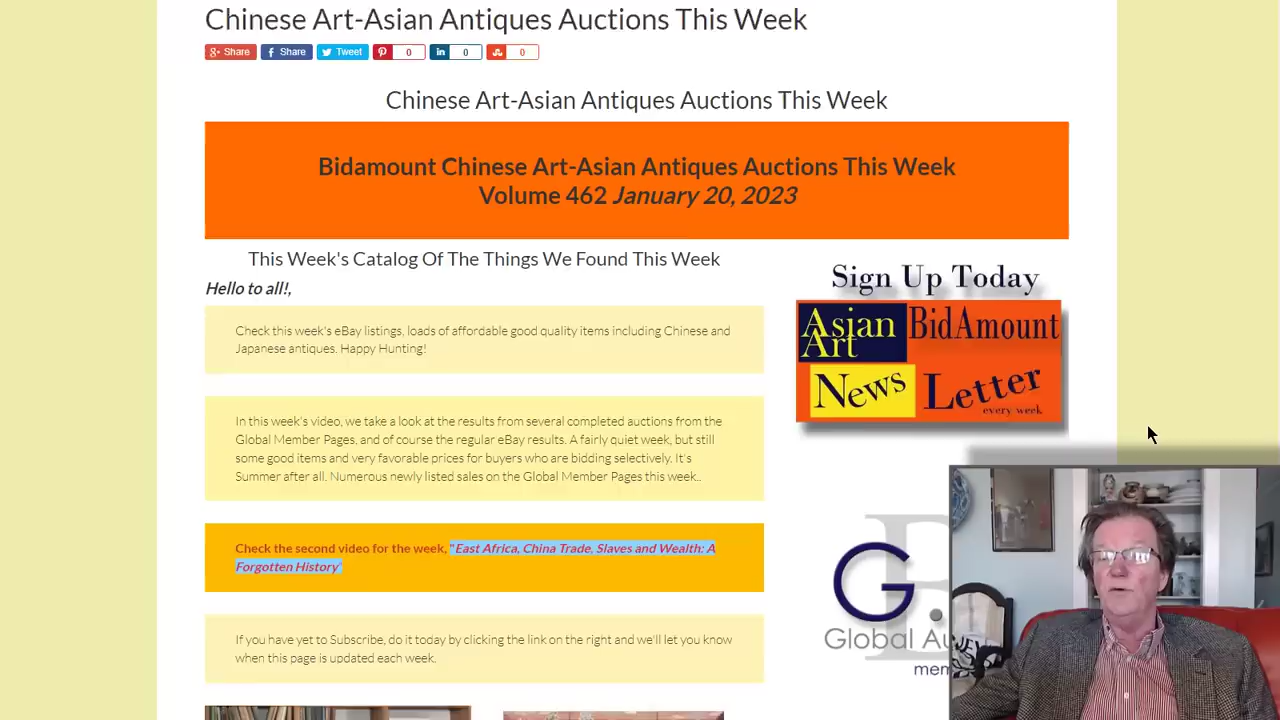 Chinese Art-Asian Antiques Auctions This Week
Share Share Tweet 0 0 0
Chinese Art-Asian Antiques Auctions This Week
Bidamount Chinese Art-Asian Antiques Auctions This Week
Volume 462 January 20, 2023
This Week's Catalog Of The Things We Found This Week
Hello to all!,
Check this week's eBay listings, loads of affordable good quality items including Chinese and
Japanese antiques. Happy Hunting!
In this week's video, we take a look at the results from several completed auctions from the
Global Member Pages, and of course the regular eBay results. A fairly quiet week, but still
some good items and very favorable prices for buyers who are bidding selectively. It's
Summer after all. Numerous newly listed sales on the Global Member Pages this week..
Check the second video for the week, "East Africa, China Trade, Slaves and Wealth: A
Forgotten History"
If you have yet to Subscribe, do it today by clicking the link on the right and we'll let you know
when this page is updated each week.
Sign Up Today
Asian Art BidAmount
News Letter
every week
G.
Global Au
mem